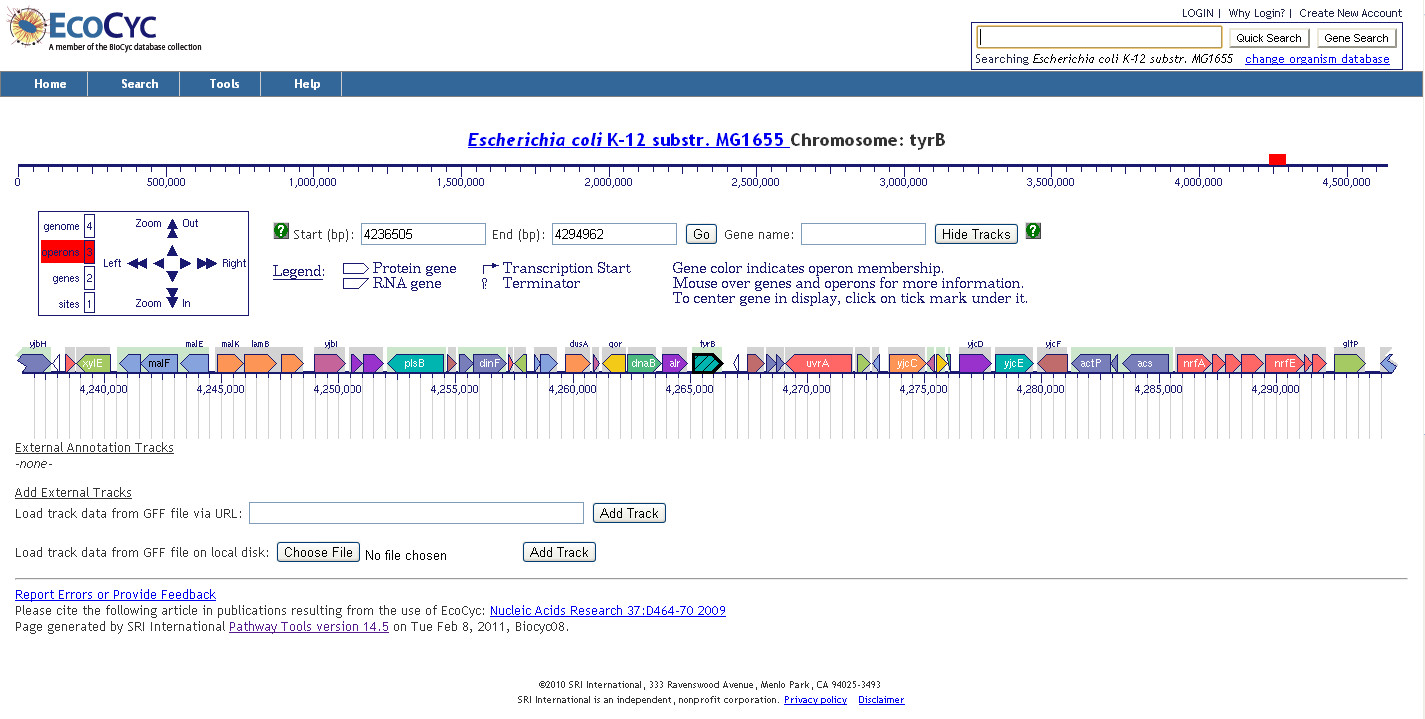 EcoCyc
A member of the BioCyc database collection
LOGIN | Why Login? | Create New Account
Quick Search Gene Search
Searching Escherichia coli K-12 substr. MG1655 change organism database
Home Search Tools Help
Escherichia coli K-12 substr. MG1655 Chromosome: tyrB
0 500,000 1,000,000 1,500,000 2,000,000 2,500,000 3,000,000 3,500,000 4,000,000 4,500,000
genome 4
operons 3
genes 2
sites 1
Zoom Out
Left Right
Zoom In
? Start (bp): 4236505 End (bp): 4294962 Go Gene name: Hide Tracks ?
Legend: Protein gene Transcription Start Gene color indicates operon membership.
RNA gene Terminator Mouse over genes and operons for more information.
To center gene in display, click on tick mark under it.
yjbH malE malK lamB yjbI dusA qor tyrB yjcD yjcF gltP
xylE malF plsB dinF dnaB alr uvrA yjcC yjcE actP acs nrfA nrfE
4,240,000 4,245,000 4,250,000 4,255,000 4,260,000 4,265,000 4,270,000 4,275,000 4,280,000 4,285,000 4,290,000
External Annotation Tracks
-none-
Add External Tracks
Load track data from GFF file via URL: Add Track
Load track data from GFF file on local disk: Choose File No file chosen Add Track
Report Errors or Provide Feedback
Please cite the following article in publications resulting from the use of EcoCyc: Nucleic Acids Research 37:D464-70 2009
Page generated by SRI International Pathway Tools version 14.5 on Tue Feb 8, 2011, Biocyc08.
©2010 SRI International, 333 Ravenswood Avenue, Menlo Park, CA 94025-3493
SRI International is an independent, nonprofit corporation. Privacy policy Disclaimer